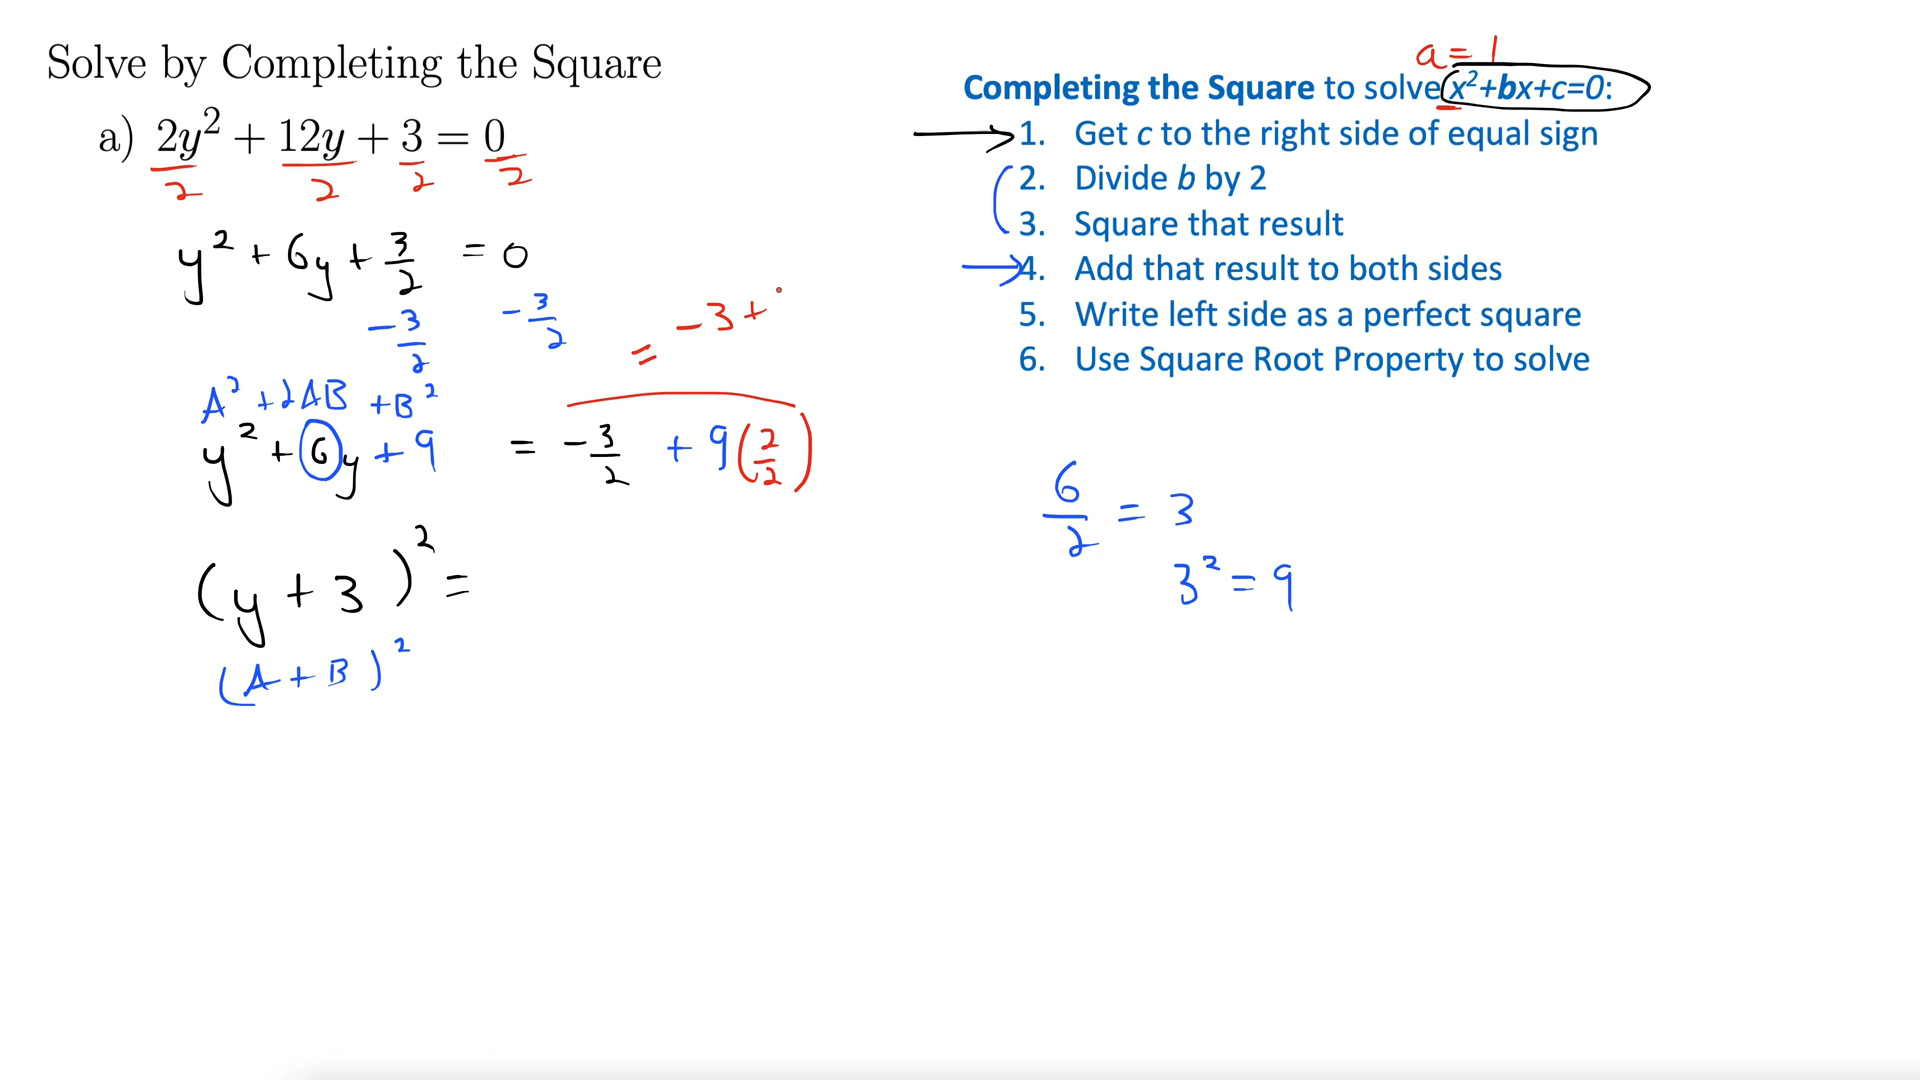 Solve by Completing the Square
a) 2y² + 12y + 3 = 0
2 2 2 2
y² + 6y + 3/2 = 0
- 3/2 - 3/2
= -3 +
A² + 2AB + B²
y² + 6y + 9 = - 3/2 + 9(2/2)
(y + 3)² =
(A + B)²
a = 1
Completing the Square to solve x²+bx+c=0:
1. Get c to the right side of equal sign
2. Divide b by 2
3. Square that result
4. Add that result to both sides
5. Write left side as a perfect square
6. Use Square Root Property to solve
6/2 = 3
3² = 9